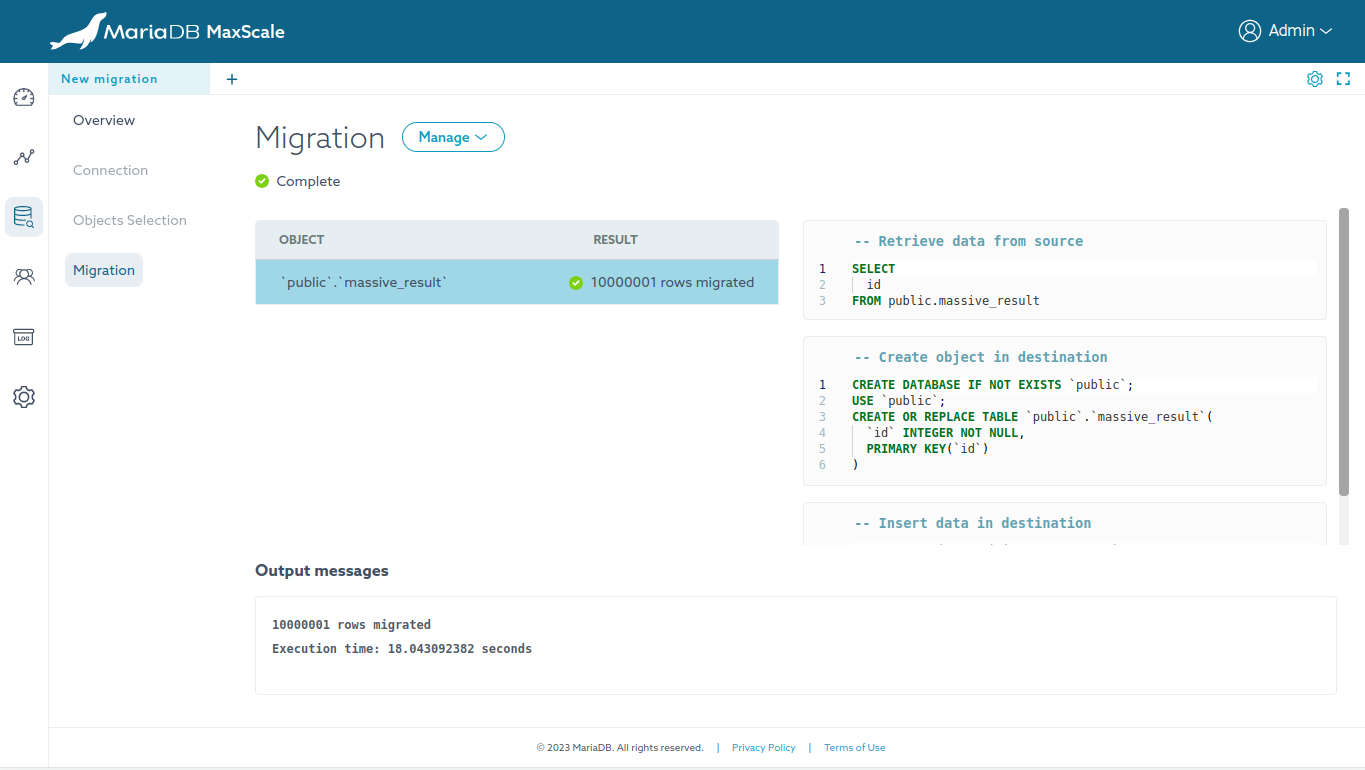 MariaDB MaxScale
Admin
New migration
+
Overview
Connection
Objects Selection
Migration
LOG
Migration
Manage
Complete
OBJECT RESULT
`public`.`massive_result` 10000001 rows migrated
-- Retrieve data from source
1 SELECT
2 id
3 FROM public.massive_result
-- Create object in destination
1 CREATE DATABASE IF NOT EXISTS `public`;
2 USE `public`;
3 CREATE OR REPLACE TABLE `public`.`massive_result`(
4 `id` INTEGER NOT NULL,
5 PRIMARY KEY(`id`)
6 )
-- Insert data in destination
Output messages
10000001 rows migrated
Execution time: 18.043092382 seconds
© 2023 MariaDB. All rights reserved. | Privacy Policy | Terms of Use